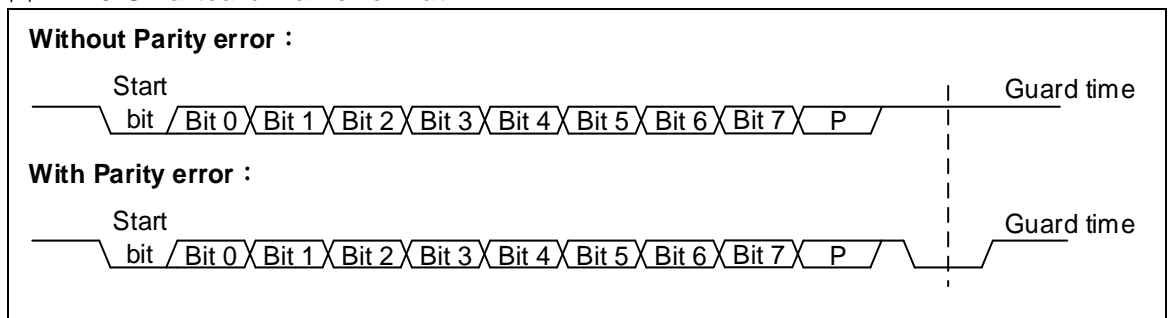 Without Parity error：
Start
bit Bit 0 Bit 1 Bit 2 Bit 3 Bit 4 Bit 5 Bit 6 Bit 7 P
Guard time
With Parity error：
Start
bit Bit 0 Bit 1 Bit 2 Bit 3 Bit 4 Bit 5 Bit 6 Bit 7 P
Guard time